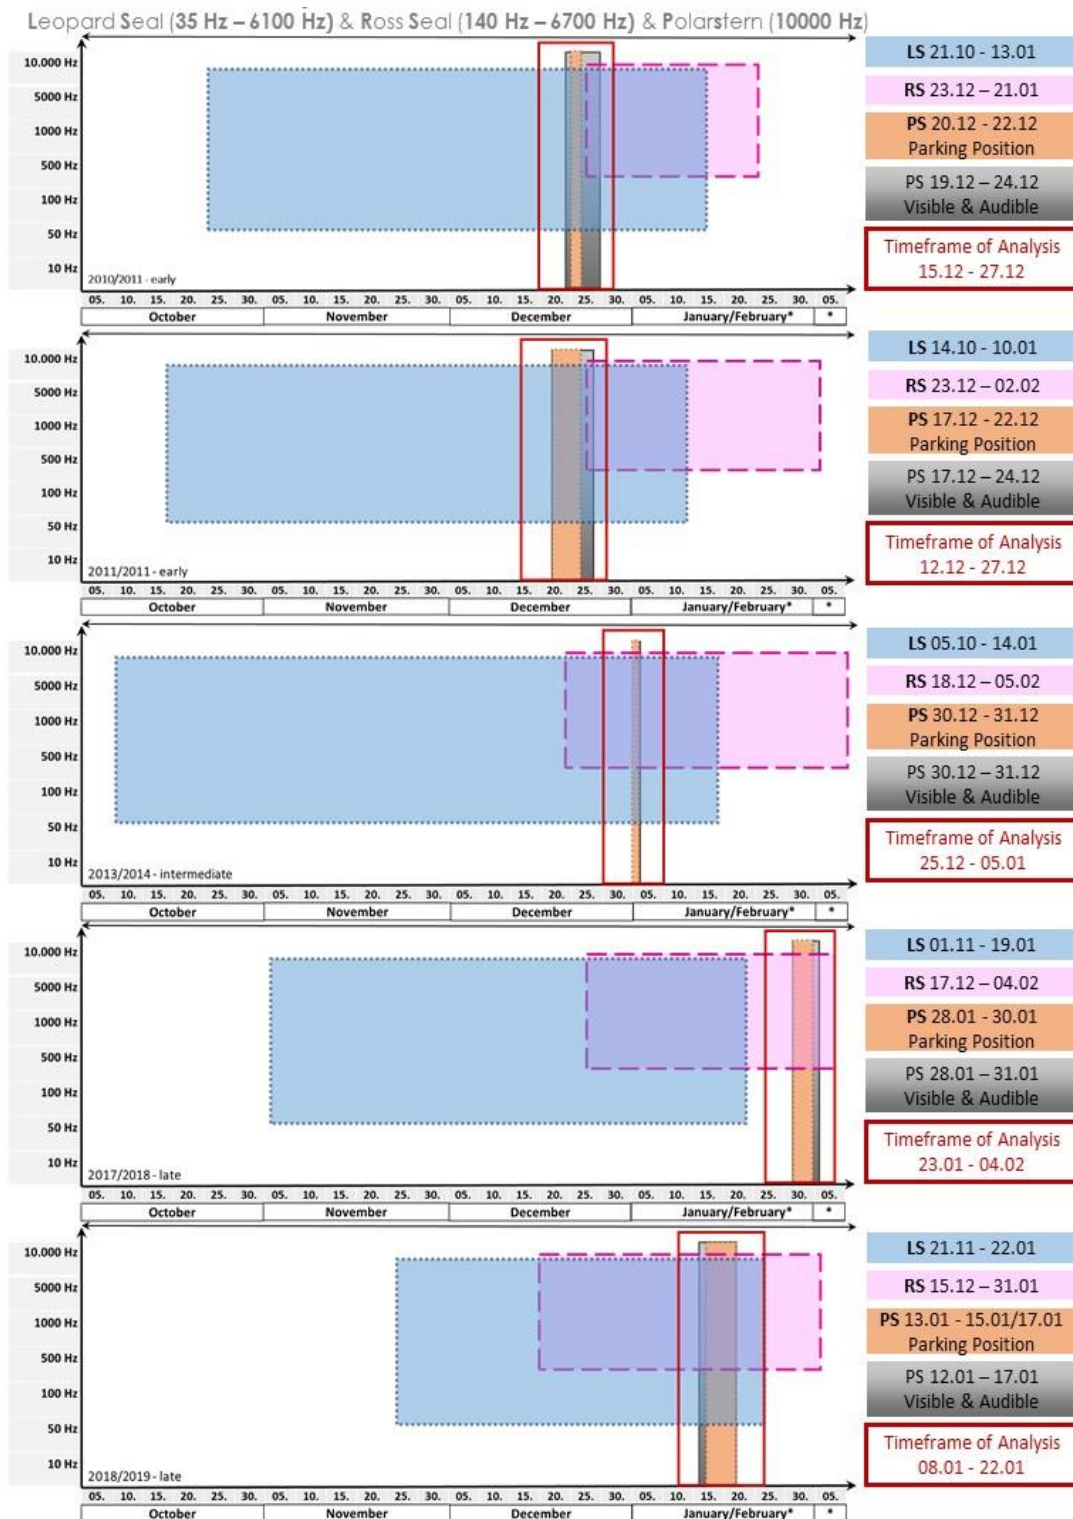 Leopard Seal (35 Hz – 6100 Hz) & Ross Seal (140 Hz – 6700 Hz) & Polarstern (10000 Hz)
10.000 Hz
5000 Hz
1000 Hz
500 Hz
100 Hz
50 Hz
10 Hz
2010/2011 - early
05. 10. 15. 20. 25. 30. 05. 10. 15. 20. 25. 30. 05. 10. 15. 20. 25. 30. 05. 10. 15. 20. 25. 30. 05.
October November December January/February* *
LS 21.10 - 13.01
RS 23.12 – 21.01
PS 20.12 - 22.12
Parking Position
PS 19.12 – 24.12
Visible & Audible
Timeframe of Analysis
15.12 - 27.12
10.000 Hz
5000 Hz
1000 Hz
500 Hz
100 Hz
50 Hz
10 Hz
2011/2011 - early
05. 10. 15. 20. 25. 30. 05. 10. 15. 20. 25. 30. 05. 10. 15. 20. 25. 30. 05. 10. 15. 20. 25. 30. 05.
October November December January/February* *
LS 14.10 - 10.01
RS 23.12 – 02.02
PS 17.12 - 22.12
Parking Position
PS 17.12 – 24.12
Visible & Audible
Timeframe of Analysis
12.12 - 27.12
10.000 Hz
5000 Hz
1000 Hz
500 Hz
100 Hz
50 Hz
10 Hz
2013/2014 - intermediate
05. 10. 15. 20. 25. 30. 05. 10. 15. 20. 25. 30. 05. 10. 15. 20. 25. 30. 05. 10. 15. 20. 25. 30. 05.
October November December January/February* *
LS 05.10 - 14.01
RS 18.12 – 05.02
PS 30.12 - 31.12
Parking Position
PS 30.12 – 31.12
Visible & Audible
Timeframe of Analysis
25.12 - 05.01
10.000 Hz
5000 Hz
1000 Hz
500 Hz
100 Hz
50 Hz
10 Hz
2017/2018 - late
05. 10. 15. 20. 25. 30. 05. 10. 15. 20. 25. 30. 05. 10. 15. 20. 25. 30. 05. 10. 15. 20. 25. 30. 05.
October November December January/February* *
LS 01.11 - 19.01
RS 17.12 – 04.02
PS 28.01 - 30.01
Parking Position
PS 28.01 – 31.01
Visible & Audible
Timeframe of Analysis
23.01 - 04.02
10.000 Hz
5000 Hz
1000 Hz
500 Hz
100 Hz
50 Hz
10 Hz
2018/2019 - late
05. 10. 15. 20. 25. 30. 05. 10. 15. 20. 25. 30. 05. 10. 15. 20. 25. 30. 05. 10. 15. 20. 25. 30. 05.
October November December January/February* *
LS 21.11 - 22.01
RS 15.12 – 31.01
PS 13.01 - 15.01/17.01
Parking Position
PS 12.01 – 17.01
Visible & Audible
Timeframe of Analysis
08.01 - 22.01